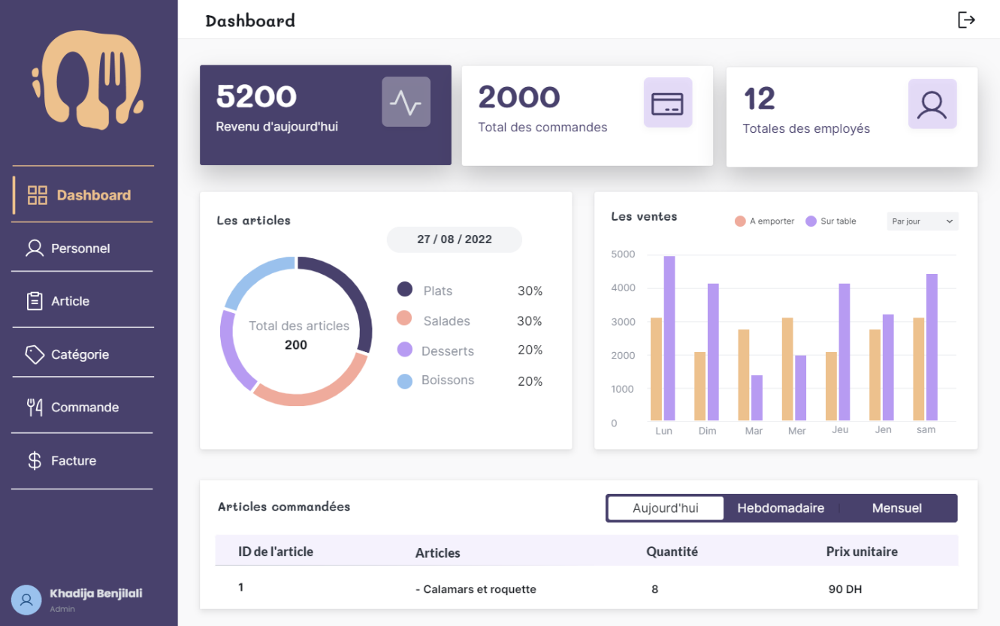 Dashboard
Dashboard
Personnel
Article
Catégorie
Commande
Facture
Khadija Benjilali
Admin
5200
Revenu d'aujourd'hui
2000
Total des commandes
12
Totales des employés
Les articles
27 / 08 / 2022
Total des articles
200
Plats 30%
Salades 30%
Desserts 20%
Boissons 20%
Les ventes
A emporter Sur table Par jour
5000
4000
3000
2000
1000
0
Lun Dim Mar Mer Jeu Jen sam
Articles commandées
Aujourd'hui Hebdomadaire Mensuel
ID de l'article Articles Quantité Prix unitaire
1 - Calamars et roquette 8 90 DH